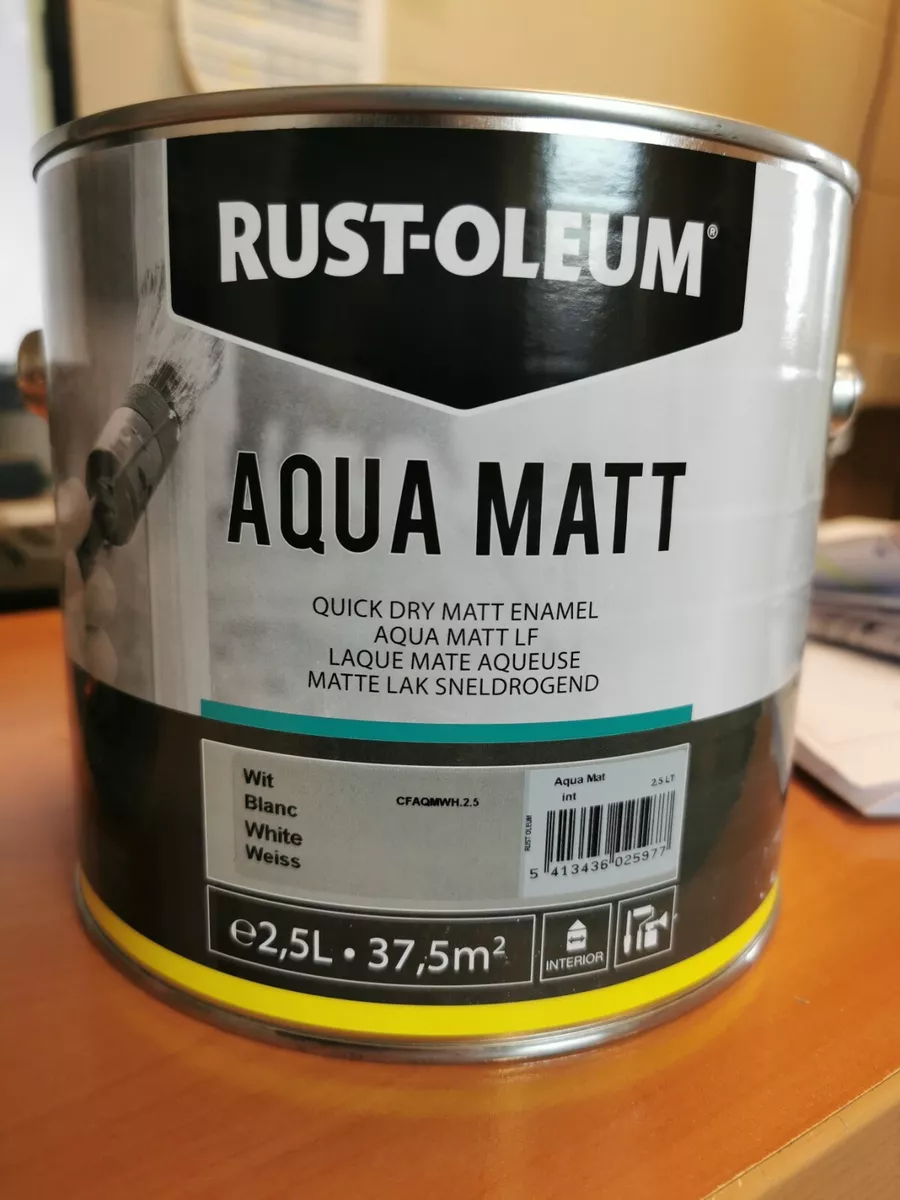 RUST-OLEUM®
AQUA MATT
QUICK DRY MATT ENAMEL
AQUA MATT LF
LAQUE MATE AQUEUSE
MATTE LAK SNELDROGEND
Wit
Blanc
White
Weiss
CFAQMWH.2.5
Aqua Mat 2.5 LT
int
RUST OLEUM
5 413436 025977
℮2,5L • 37,5m²
INTERIOR